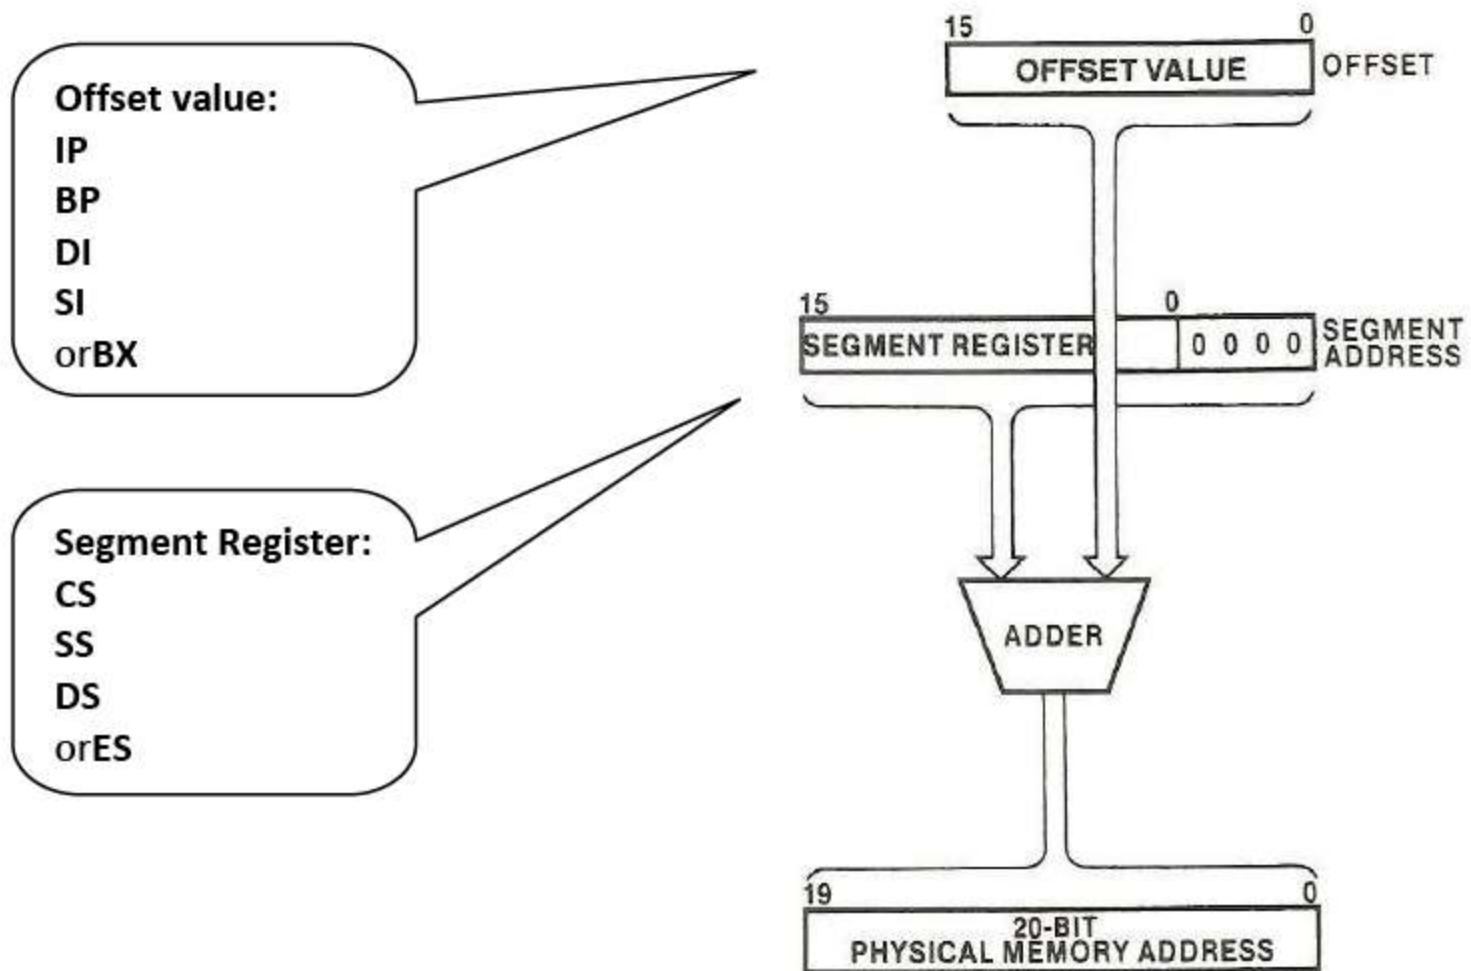 Offset value:
IP
BP
DI
SI
orBX
Segment Register:
CS
SS
DS
orES
15 0
OFFSET VALUE OFFSET
15 0
SEGMENT REGISTER 0 0 0 0 SEGMENT
ADDRESS
ADDER
19 0
20-BIT
PHYSICAL MEMORY ADDRESS